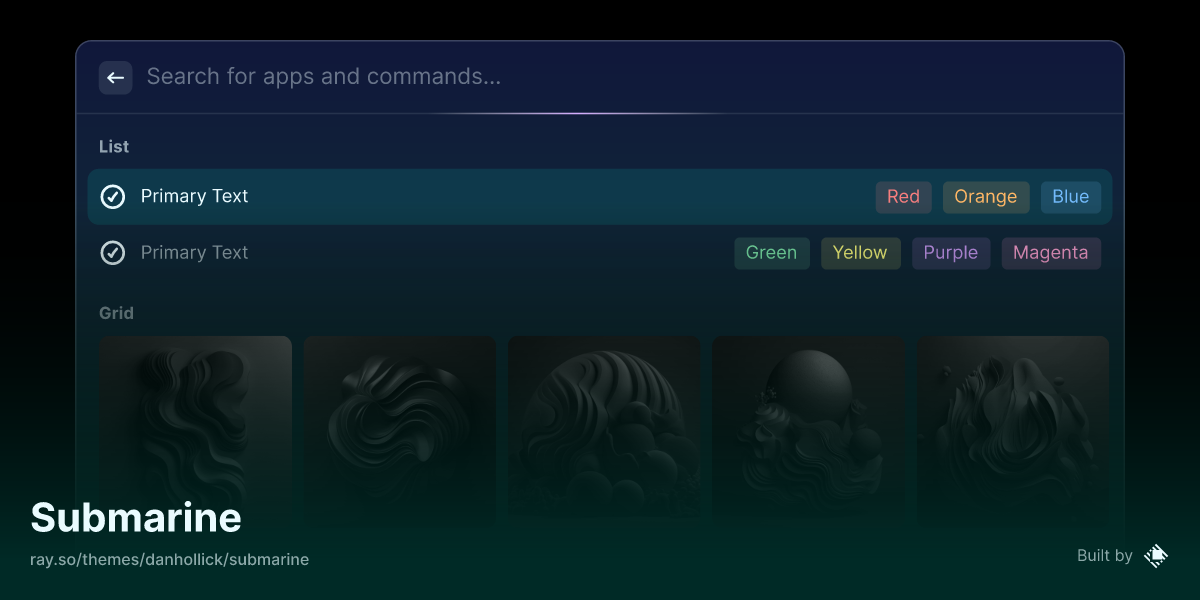 Search for apps and commands...
List
Primary Text Red Orange Blue
Primary Text Green Yellow Purple Magenta
Grid
Submarine
ray.so/themes/danhollick/submarine
Built by